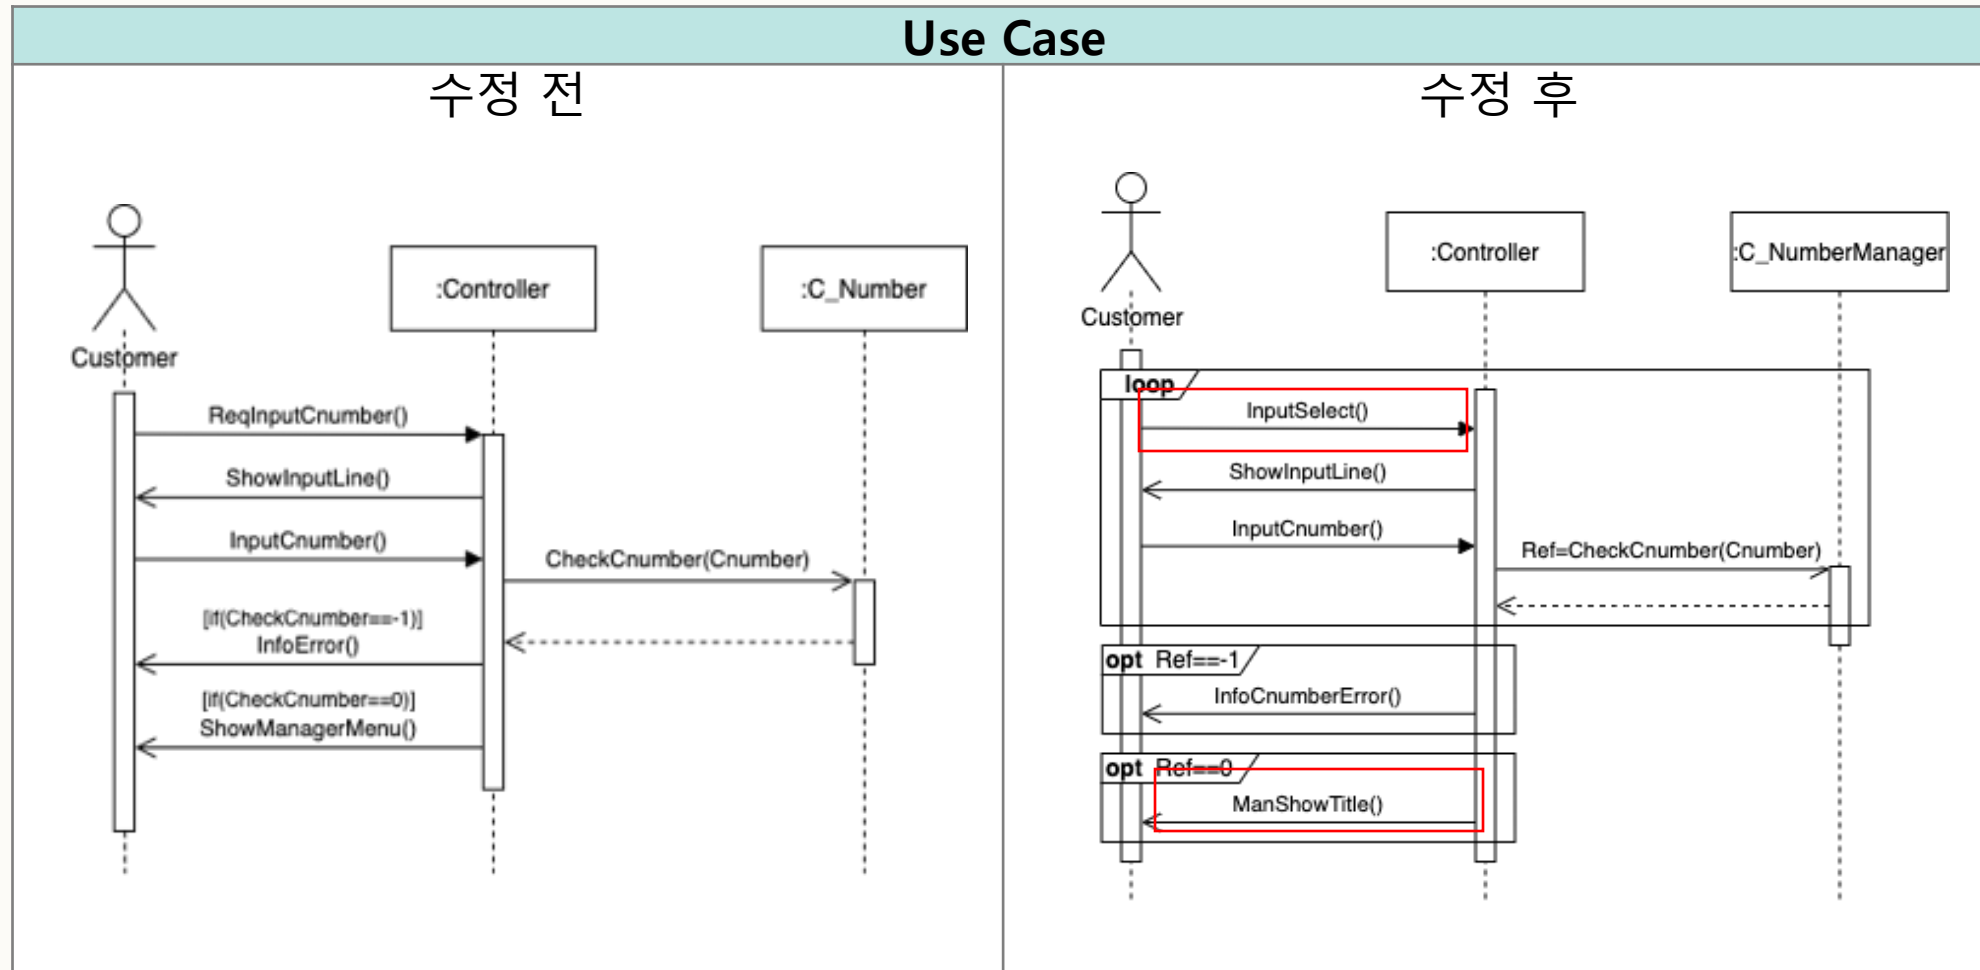 Use Case
수정 전
Customer
:Controller
:C_Number
ReqInputCnumber()
ShowInputLine()
InputCnumber()
CheckCnumber(Cnumber)
[if(CheckCnumber==-1)]
InfoError()
[if(CheckCnumber==0)]
ShowManagerMenu()
수정 후
Customer
:Controller
:C_NumberManager
loop
InputSelect()
ShowInputLine()
InputCnumber()
Ref=CheckCnumber(Cnumber)
opt Ref==-1
InfoCnumberError()
opt Ref==0
ManShowTitle()